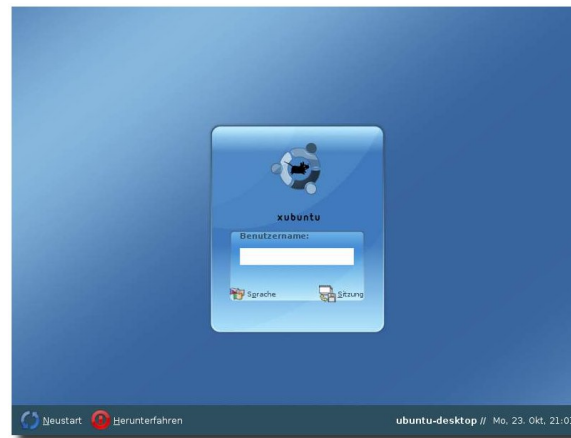 xubuntu
Benutzername:
Sprache
Sitzung
Neustart
Herunterfahren
ubuntu-desktop // Mo, 23. Okt, 21:0